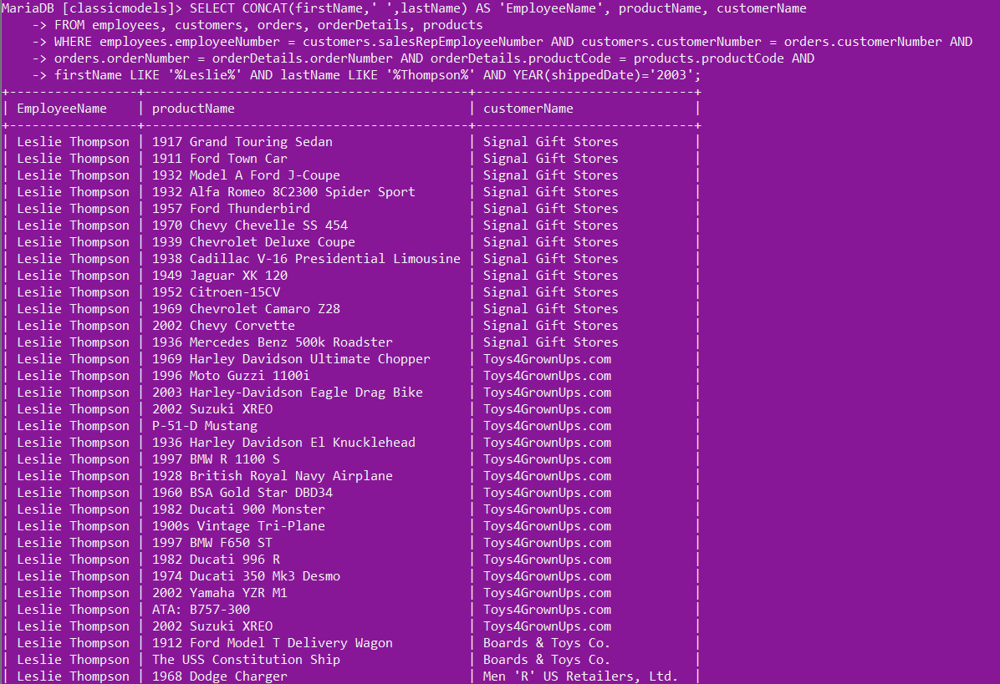 MariaDB [classicmodels]> SELECT CONCAT(firstName,' ',lastName) AS 'EmployeeName', productName, customerName
    -> FROM employees, customers, orders, orderDetails, products
    -> WHERE employees.employeeNumber = customers.salesRepEmployeeNumber AND customers.customerNumber = orders.customerNumber AND
    -> orders.orderNumber = orderDetails.orderNumber AND orderDetails.productCode = products.productCode AND
    -> firstName LIKE '%Leslie%' AND lastName LIKE '%Thompson%' AND YEAR(shippedDate)='2003';
+-----------------+-------------------------------------------+-----------------------------+
| EmployeeName    | productName                               | customerName                |
+-----------------+-------------------------------------------+-----------------------------+
| Leslie Thompson | 1917 Grand Touring Sedan                  | Signal Gift Stores          |
| Leslie Thompson | 1911 Ford Town Car                        | Signal Gift Stores          |
| Leslie Thompson | 1932 Model A Ford J-Coupe                 | Signal Gift Stores          |
| Leslie Thompson | 1932 Alfa Romeo 8C2300 Spider Sport       | Signal Gift Stores          |
| Leslie Thompson | 1957 Ford Thunderbird                     | Signal Gift Stores          |
| Leslie Thompson | 1970 Chevy Chevelle SS 454                | Signal Gift Stores          |
| Leslie Thompson | 1939 Chevrolet Deluxe Coupe               | Signal Gift Stores          |
| Leslie Thompson | 1938 Cadillac V-16 Presidential Limousine | Signal Gift Stores          |
| Leslie Thompson | 1949 Jaguar XK 120                        | Signal Gift Stores          |
| Leslie Thompson | 1952 Citroen-15CV                         | Signal Gift Stores          |
| Leslie Thompson | 1969 Chevrolet Camaro Z28                 | Signal Gift Stores          |
| Leslie Thompson | 2002 Chevy Corvette                       | Signal Gift Stores          |
| Leslie Thompson | 1936 Mercedes Benz 500k Roadster          | Signal Gift Stores          |
| Leslie Thompson | 1969 Harley Davidson Ultimate Chopper     | Toys4GrownUps.com           |
| Leslie Thompson | 1996 Moto Guzzi 1100i                     | Toys4GrownUps.com           |
| Leslie Thompson | 2003 Harley-Davidson Eagle Drag Bike      | Toys4GrownUps.com           |
| Leslie Thompson | 2002 Suzuki XREO                          | Toys4GrownUps.com           |
| Leslie Thompson | P-51-D Mustang                            | Toys4GrownUps.com           |
| Leslie Thompson | 1936 Harley Davidson El Knucklehead       | Toys4GrownUps.com           |
| Leslie Thompson | 1997 BMW R 1100 S                         | Toys4GrownUps.com           |
| Leslie Thompson | 1928 British Royal Navy Airplane          | Toys4GrownUps.com           |
| Leslie Thompson | 1960 BSA Gold Star DBD34                  | Toys4GrownUps.com           |
| Leslie Thompson | 1982 Ducati 900 Monster                   | Toys4GrownUps.com           |
| Leslie Thompson | 1900s Vintage Tri-Plane                   | Toys4GrownUps.com           |
| Leslie Thompson | 1997 BMW F650 ST                          | Toys4GrownUps.com           |
| Leslie Thompson | 1982 Ducati 996 R                         | Toys4GrownUps.com           |
| Leslie Thompson | 1974 Ducati 350 Mk3 Desmo                 | Toys4GrownUps.com           |
| Leslie Thompson | 2002 Yamaha YZR M1                        | Toys4GrownUps.com           |
| Leslie Thompson | ATA: B757-300                             | Toys4GrownUps.com           |
| Leslie Thompson | 2002 Suzuki XREO                          | Toys4GrownUps.com           |
| Leslie Thompson | 1912 Ford Model T Delivery Wagon          | Boards & Toys Co.           |
| Leslie Thompson | The USS Constitution Ship                 | Boards & Toys Co.           |
| Leslie Thompson | 1968 Dodge Charger                        | Men 'R' US Retailers, Ltd.  |